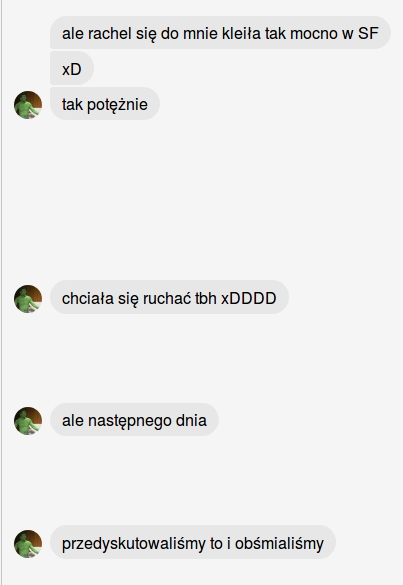 ale rachel się do mnie kleiła tak mocno w SF
xD
tak potężnie
chciała się ruchać tbh xDDDD
ale następnego dnia
przedyskutowaliśmy to i obśmialiśmy